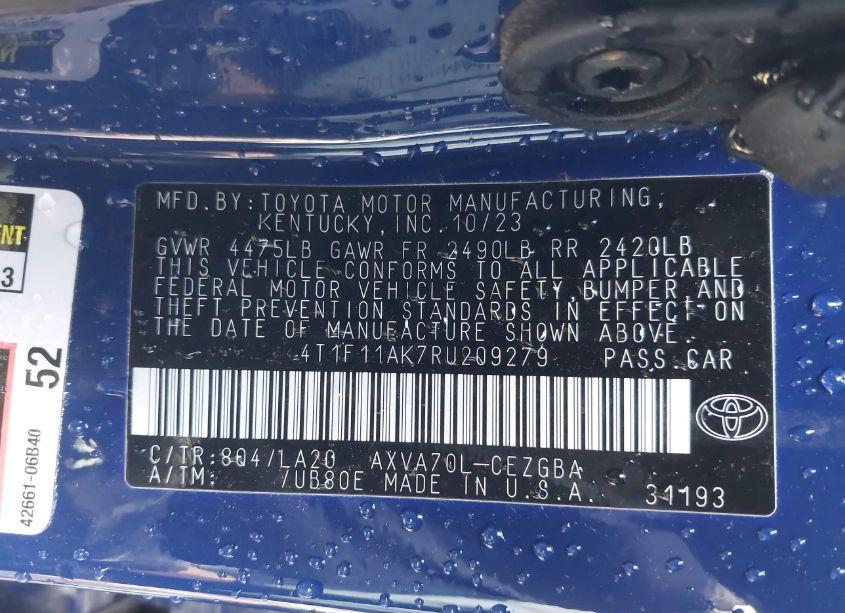 MFD.BY:TOYOTA MOTOR MANUFACTURING,
KENTUCKY,INC.10/23
GVWR 4475LB GAWR FR 2490LB RR 2420LB
THIS VEHICLE CONFORMS TO ALL APPLICABLE
FEDERAL MOTOR VEHICLE SAFETY,BUMPER AND
THEFT PREVENTION STANDARDS IN EFFECT ON
THE DATE OF MANUFACTURE SHOWN ABOVE.
4T1F11AK7RU209279 PASS.CAR
C/TR:8Q4/LA20 AXVA70L-CEZGBA
A/TM: 7UB80E MADE IN U.S.A. 31193
3
52
42661-06B40